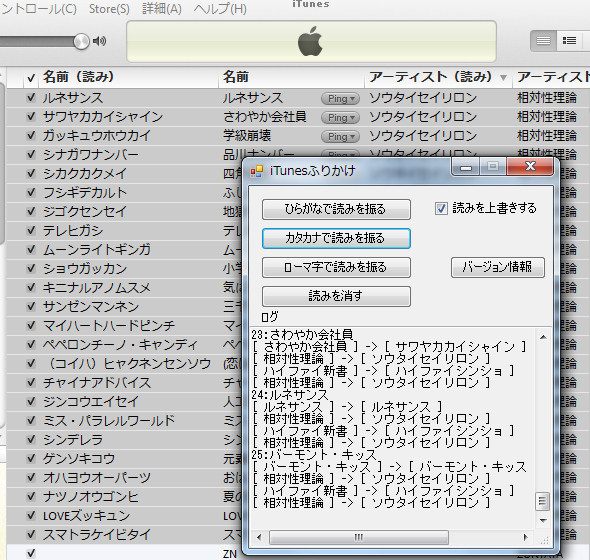 iTunes
ントロール(C) Store(S) 詳細(A) ヘルプ(H)
✓ 名前（読み） 名前 アーティスト（読み） アーティスト
ルネサンス ルネサンス Ping ソウタイセイリロン 相対性理論
サワヤカカイシャイン さわやか会社員 Ping ソウタイセイリロン 相対性理論
ガッキュウホウカイ 学級崩壊 Ping ソウタイセイリロン 相対性理論
シナガワナンバー 品川ナンバー Ping ソウタイセイリロン 相対性理論
シカクカクメイ 四角
フシギデカルト ふし
ジゴクセンセイ 地獄
テレヒガシ テレ
ムーンライトギンガ ムー
ショウガッカン 小学
キニナルアノムスメ 気に
サンゼンマンネン 三千
マイハートハードピンチ マイ
ペペロンチーノ・キャンディ ペペ
（コイハ）ヒャクネンセンソウ (恋は
チャイナアドバイス チャ
ジンコウエイセイ 人工
ミス・パラレルワールド ミス
シンデレラ シン
ゲンソキコウ 元素
オハヨウオーパーツ おは
ナツノオウゴンヒ 夏の
LOVEズッキュン LOVE
スマトラケイビタイ スマ
ZN
iTunesふりかけ
ひらがなで読みを振る 読みを上書きする
カタカナで読みを振る
ローマ字で読みを振る バージョン情報
読みを消す
ログ
23:さわやか会社員
[ さわやか会社員 ] -> [ サワヤカカイシャイン ]
[ 相対性理論 ] -> [ ソウタイセイリロン ]
[ ハイファイ新書 ] -> [ ハイファイシンショ ]
[ 相対性理論 ] -> [ ソウタイセイリロン ]
24:ルネサンス
[ ルネサンス ] -> [ ルネサンス ]
[ 相対性理論 ] -> [ ソウタイセイリロン ]
[ ハイファイ新書 ] -> [ ハイファイシンショ ]
[ 相対性理論 ] -> [ ソウタイセイリロン ]
25:バーモント・キッス
[ バーモント・キッス ] -> [ バーモント・キッス
[ 相対性理論 ] -> [ ソウタイセイリロン ]
[ ハイファイ新書 ] -> [ ハイファイシンショ ]
[ 相対性理論 ] -> [ ソウタイセイリロン ]